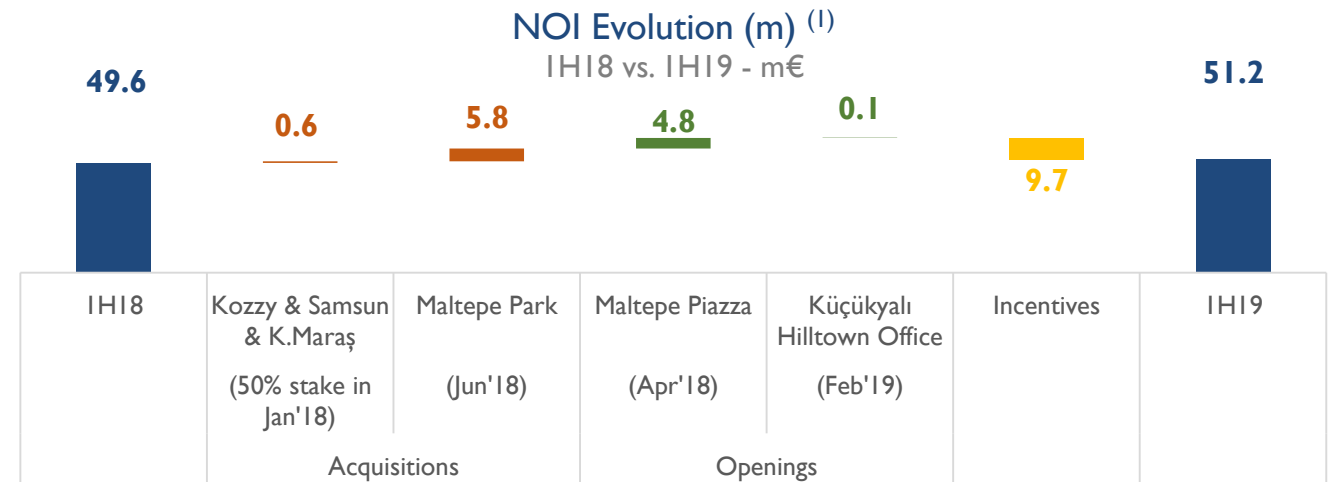 NOI Evolution (m) (1)
1H18 vs. 1H19 - m€
49.6
0.6
5.8
4.8
0.1
9.7
51.2
1H18
Kozzy & Samsun
& K.Maraş
(50% stake in
Jan'18)
Maltepe Park
(Jun'18)
Maltepe Piazza
(Apr'18)
Küçükyalı
Hilltown Office
(Feb'19)
Incentives
1H19
Acquisitions
Openings